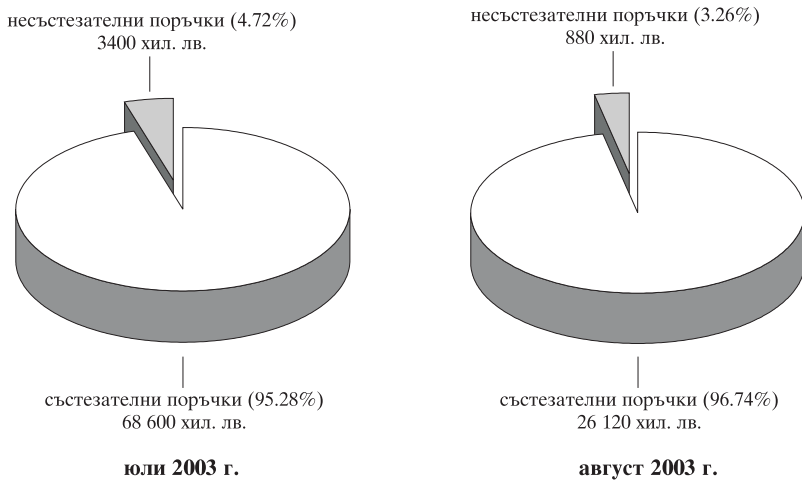 несъстезателни поръчки (4.72%)
3400 хил. лв.
състезателни поръчки (95.28%)
68 600 хил. лв.
юли 2003 г.
несъстезателни поръчки (3.26%)
880 хил. лв.
състезателни поръчки (96.74%)
26 120 хил. лв.
август 2003 г.